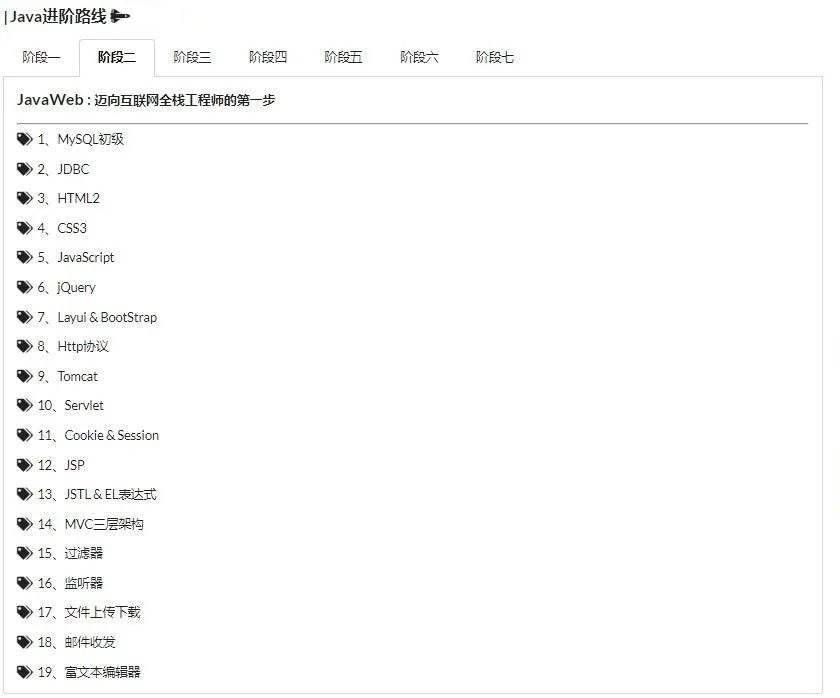 |Java进阶路线
阶段一 阶段二 阶段三 阶段四 阶段五 阶段六 阶段七
JavaWeb : 迈向互联网全栈工程师的第一步
1、MySQL初级
2、JDBC
3、HTML2
4、CSS3
5、JavaScript
6、jQuery
7、Layui & BootStrap
8、Http协议
9、Tomcat
10、Servlet
11、Cookie & Session
12、JSP
13、JSTL & EL表达式
14、MVC三层架构
15、过滤器
16、监听器
17、文件上传下载
18、邮件收发
19、富文本编辑器